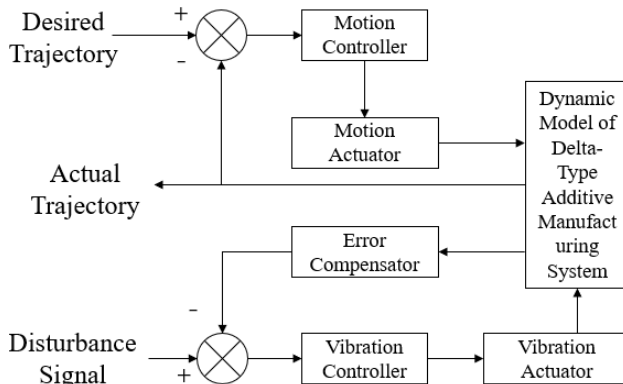 Desired
Trajectory
+
-
Motion
Controller
Motion
Actuator
Dynamic
Model of
Delta-
Type
Additive
Manufact
uring
System
Actual
Trajectory
Error
Compensator
-
Disturbance
Signal
+
Vibration
Controller
Vibration
Actuator